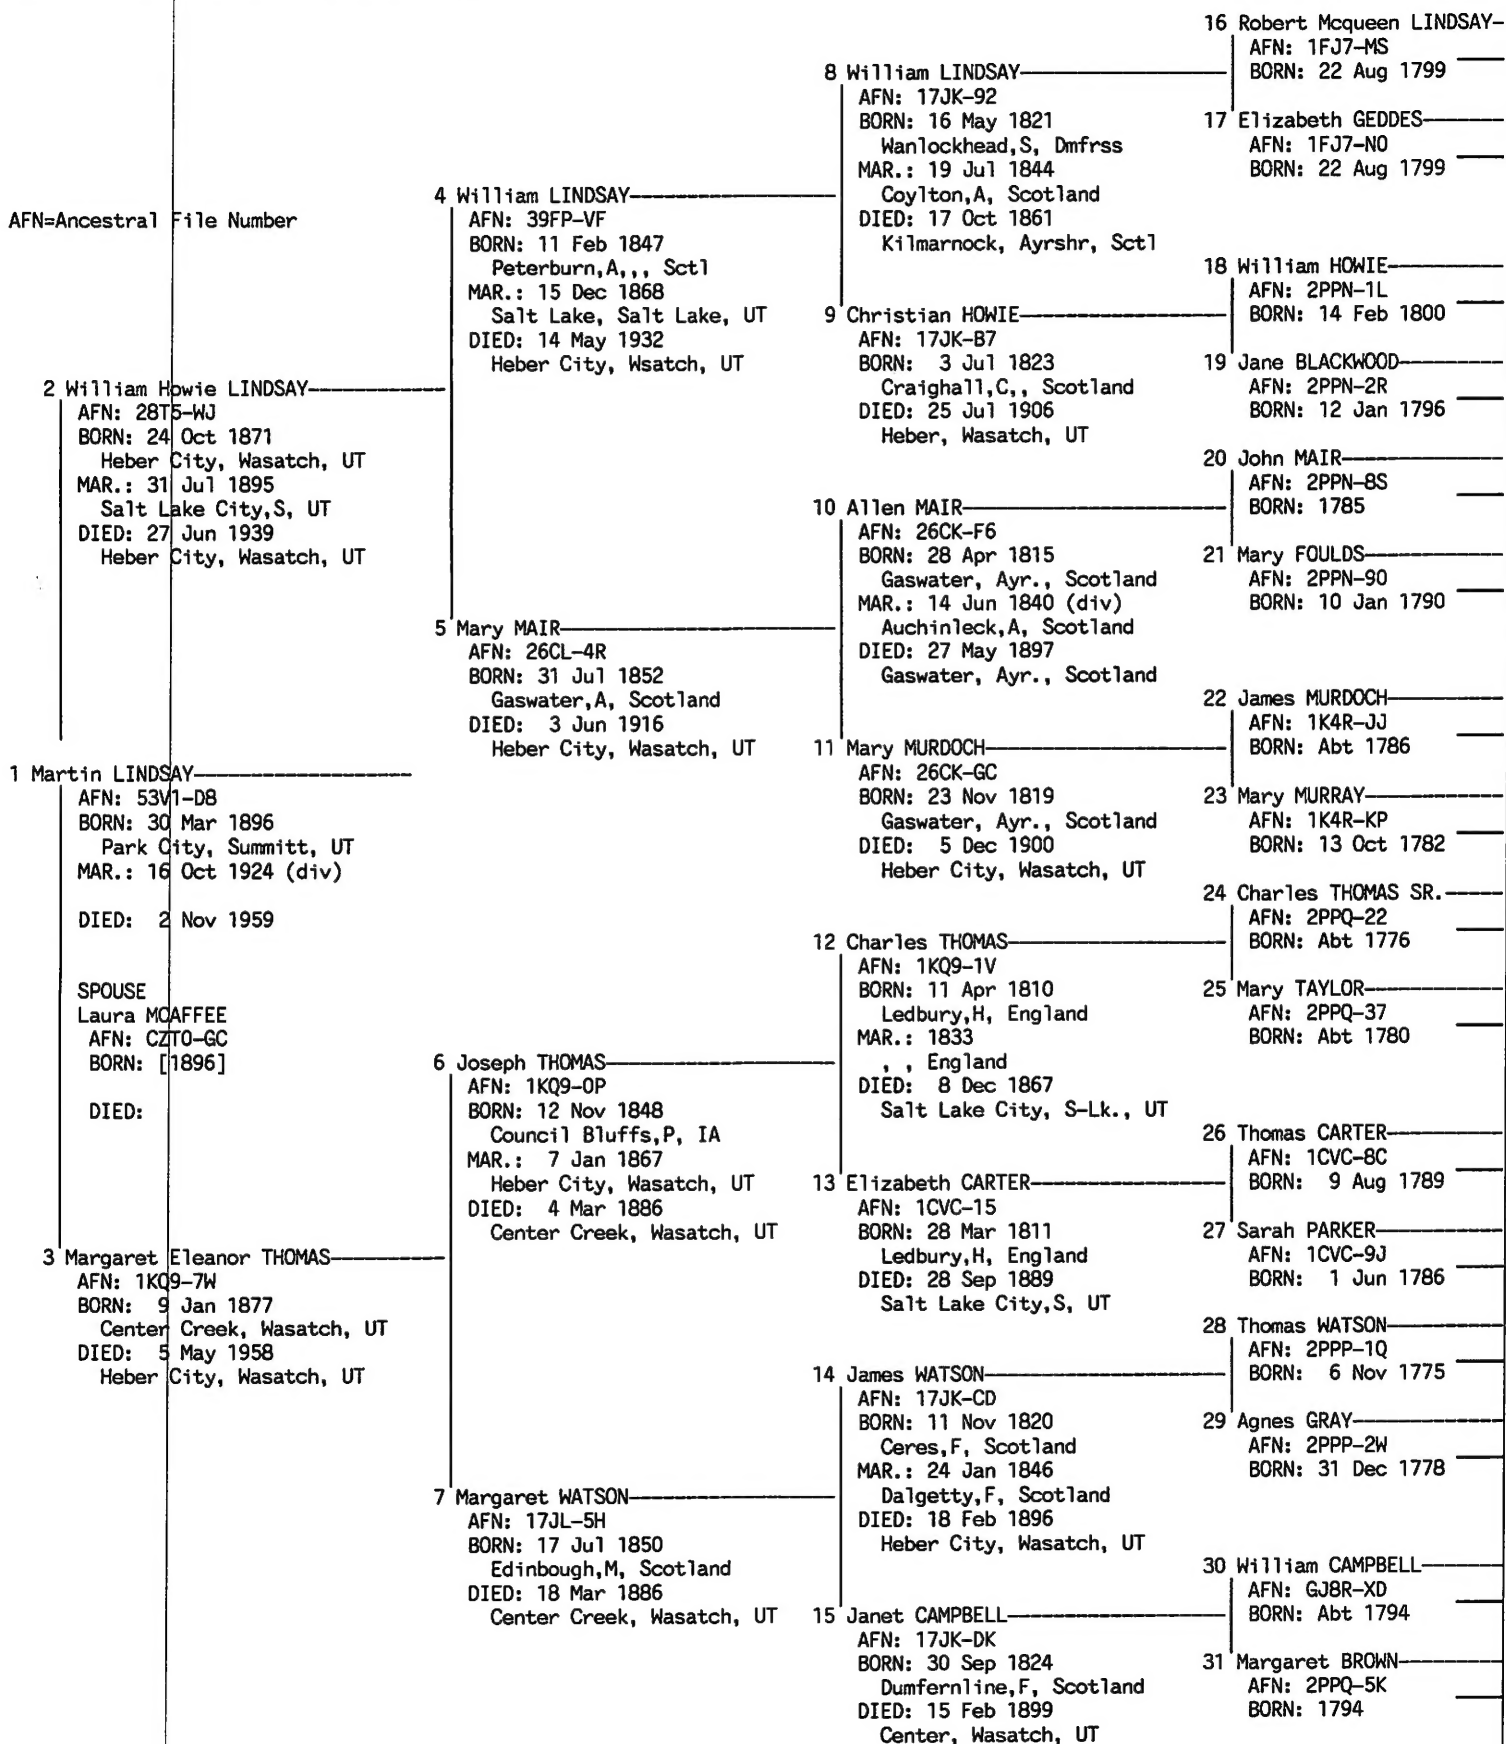 AFN=Ancestral File Number
1 Martin LINDSAY
AFN: 53V1-D8
BORN: 30 Mar 1896
Park City, Summitt, UT
MAR.: 16 Oct 1924 (div)
DIED: 2 Nov 1959
SPOUSE
Laura MCAFFEE
AFN: CZT0-GC
BORN: [1896]
DIED:
2 William Howie LINDSAY
AFN: 28T5-WJ
BORN: 24 Oct 1871
Heber City, Wasatch, UT
MAR.: 31 Jul 1895
Salt Lake City,S, UT
DIED: 27 Jun 1939
Heber City, Wasatch, UT
3 Margaret Eleanor THOMAS
AFN: 1KQ9-7W
BORN: 9 Jan 1877
Center Creek, Wasatch, UT
DIED: 5 May 1958
Heber City, Wasatch, UT
4 William LINDSAY
AFN: 39FP-VF
BORN: 11 Feb 1847
Peterburn,A,,, Sctl
MAR.: 15 Dec 1868
Salt Lake, Salt Lake, UT
DIED: 14 May 1932
Heber City, Wsatch, UT
5 Mary MAIR
AFN: 26CL-4R
BORN: 31 Jul 1852
Gaswater,A, Scotland
DIED: 3 Jun 1916
Heber City, Wasatch, UT
6 Joseph THOMAS
AFN: 1KQ9-0P
BORN: 12 Nov 1848
Council Bluffs,P, IA
MAR.: 7 Jan 1867
Heber City, Wasatch, UT
DIED: 4 Mar 1886
Center Creek, Wasatch, UT
7 Margaret WATSON
AFN: 17JL-5H
BORN: 17 Jul 1850
Edinbough,M, Scotland
DIED: 18 Mar 1886
Center Creek, Wasatch, UT
8 William LINDSAY
AFN: 17JK-92
BORN: 16 May 1821
Wanlockhead,S, Dmfrss
MAR.: 19 Jul 1844
Coylton,A, Scotland
DIED: 17 Oct 1861
Kilmarnock, Ayrshr, Sctl
9 Christian HOWIE
AFN: 17JK-B7
BORN: 3 Jul 1823
Craighall,C,, Scotland
DIED: 25 Jul 1906
Heber, Wasatch, UT
10 Allen MAIR
AFN: 26CK-F6
BORN: 28 Apr 1815
Gaswater, Ayr., Scotland
MAR.: 14 Jun 1840 (div)
Auchinleck,A, Scotland
DIED: 27 May 1897
Gaswater, Ayr., Scotland
11 Mary MURDOCH
AFN: 26CK-GC
BORN: 23 Nov 1819
Gaswater, Ayr., Scotland
DIED: 5 Dec 1900
Heber City, Wasatch, UT
12 Charles THOMAS
AFN: 1KQ9-1V
BORN: 11 Apr 1810
Ledbury,H, England
MAR.: 1833
, , England
DIED: 8 Dec 1867
Salt Lake City, S-Lk., UT
13 Elizabeth CARTER
AFN: 1CVC-15
BORN: 28 Mar 1811
Ledbury,H, England
DIED: 28 Sep 1889
Salt Lake City,S, UT
14 James WATSON
AFN: 17JK-CD
BORN: 11 Nov 1820
Ceres,F, Scotland
MAR.: 24 Jan 1846
Dalgetty,F, Scotland
DIED: 18 Feb 1896
Heber City, Wasatch, UT
15 Janet CAMPBELL
AFN: 17JK-DK
BORN: 30 Sep 1824
Dumfernline,F, Scotland
DIED: 15 Feb 1899
Center, Wasatch, UT
16 Robert Mcqueen LINDSAY
AFN: 1FJ7-MS
BORN: 22 Aug 1799
17 Elizabeth GEDDES
AFN: 1FJ7-N0
BORN: 22 Aug 1799
18 William HOWIE
AFN: 2PPN-1L
BORN: 14 Feb 1800
19 Jane BLACKWOOD
AFN: 2PPN-2R
BORN: 12 Jan 1796
20 John MAIR
AFN: 2PPN-8S
BORN: 1785
21 Mary FOULDS
AFN: 2PPN-90
BORN: 10 Jan 1790
22 James MURDOCH
AFN: 1K4R-JJ
BORN: Abt 1786
23 Mary MURRAY
AFN: 1K4R-KP
BORN: 13 Oct 1782
24 Charles THOMAS SR.
AFN: 2PPQ-22
BORN: Abt 1776
25 Mary TAYLOR
AFN: 2PPQ-37
BORN: Abt 1780
26 Thomas CARTER
AFN: 1CVC-8C
BORN: 9 Aug 1789
27 Sarah PARKER
AFN: 1CVC-9J
BORN: 1 Jun 1786
28 Thomas WATSON
AFN: 2PPP-1Q
BORN: 6 Nov 1775
29 Agnes GRAY
AFN: 2PPP-2W
BORN: 31 Dec 1778
30 William CAMPBELL
AFN: GJ8R-XD
BORN: Abt 1794
31 Margaret BROWN
AFN: 2PPQ-5K
BORN: 1794